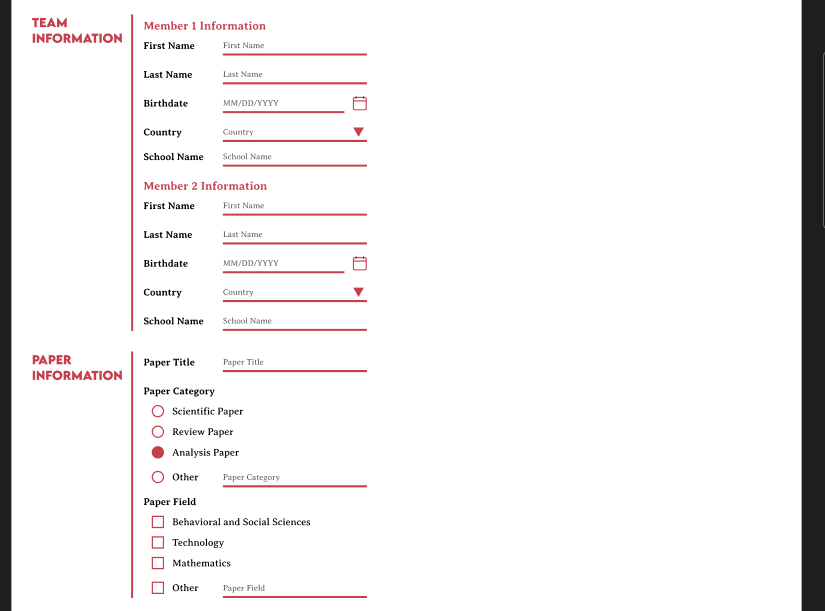 TEAM
INFORMATION
Member 1 Information
First Name First Name
Last Name Last Name
Birthdate MM/DD/YYYY
Country Country
School Name School Name
Member 2 Information
First Name First Name
Last Name Last Name
Birthdate MM/DD/YYYY
Country Country
School Name School Name
PAPER
INFORMATION
Paper Title Paper Title
Paper Category
Scientific Paper
Review Paper
Analysis Paper
Other Paper Category
Paper Field
Behavioral and Social Sciences
Technology
Mathematics
Other Paper Field